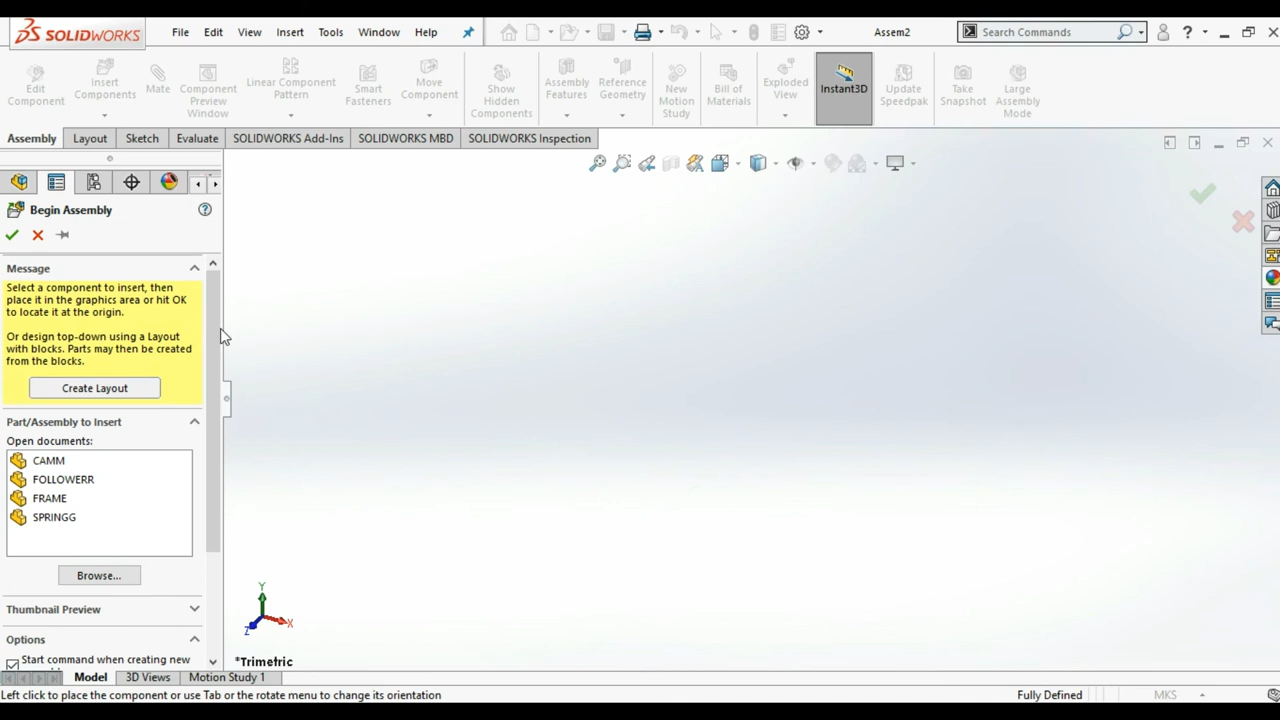 SOLIDWORKS File Edit View Insert Tools Window Help Assem2 Search Commands ?
Edit Component
Insert Components
Mate
Component Preview Window
Linear Component Pattern
Smart Fasteners
Move Component
Show Hidden Components
Assembly Features
Reference Geometry
New Motion Study
Bill of Materials
Exploded View
Instant3D
Update Speedpak
Take Snapshot
Large Assembly Mode
Assembly Layout Sketch Evaluate SOLIDWORKS Add-Ins SOLIDWORKS MBD SOLIDWORKS Inspection
Begin Assembly ?
Message
Select a component to insert, then
place it in the graphics area or hit OK
to locate it at the origin.
Or design top-down using a Layout
with blocks. Parts may then be created
from the blocks.
Create Layout
Part/Assembly to Insert
Open documents:
CAMM
FOLLOWERR
FRAME
SPRINGG
Browse...
Thumbnail Preview
Options
Start command when creating new
Y
X
Z
*Trimetric
Model 3D Views Motion Study 1
Left click to place the component or use Tab or the rotate menu to change its orientation Fully Defined MKS